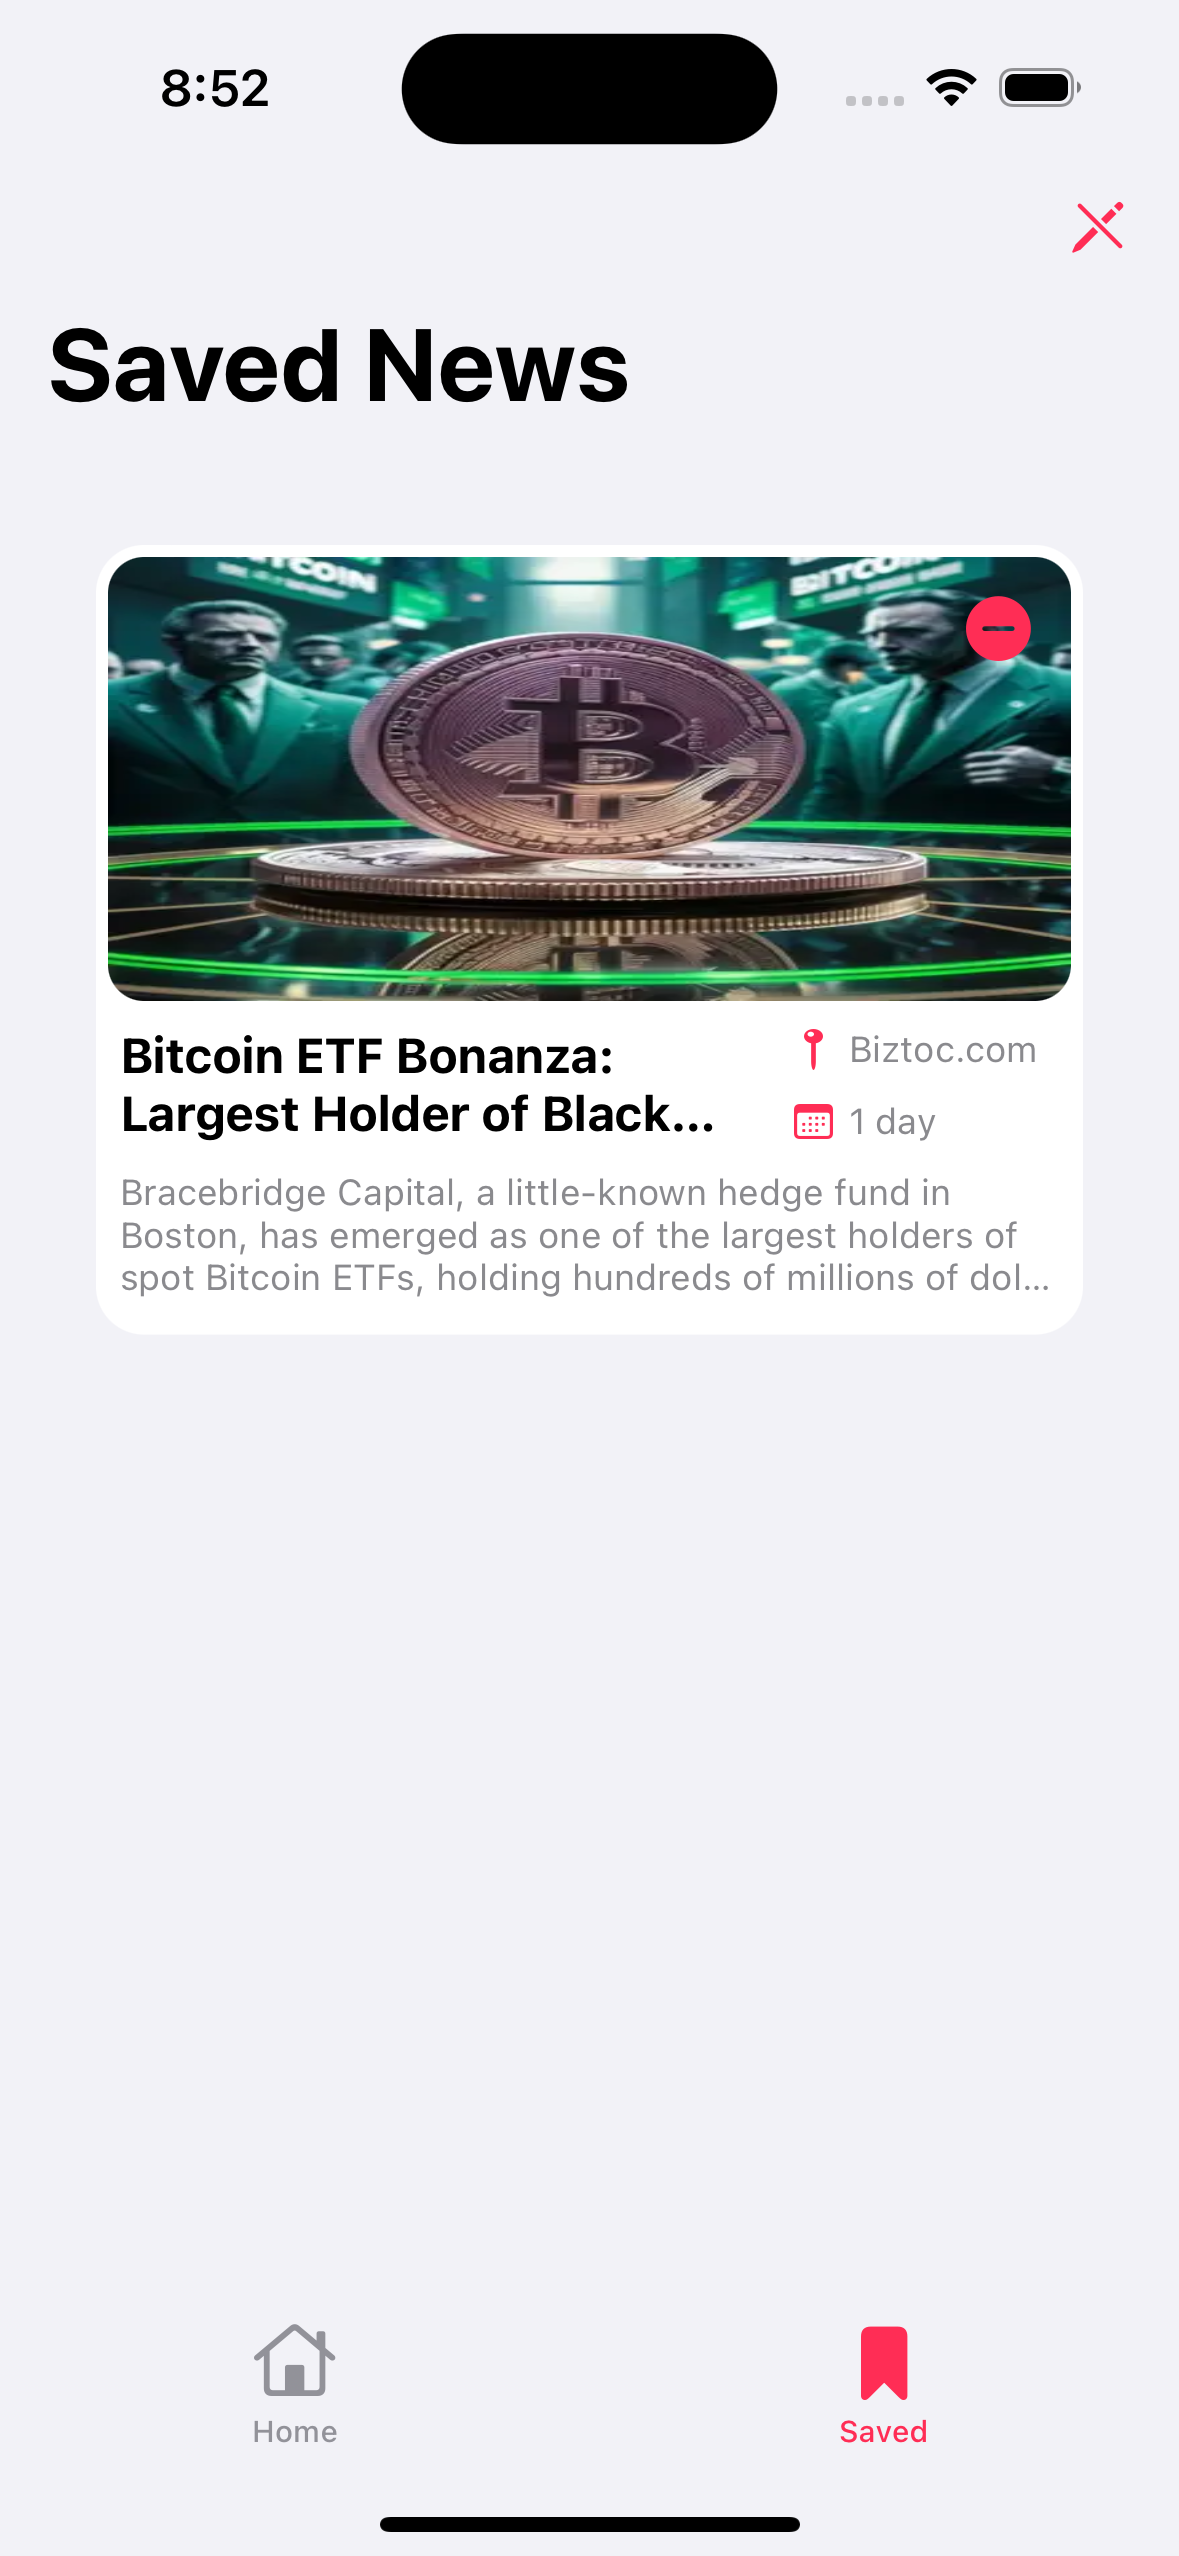 8:52
Saved News
BITCOIN
Bitcoin ETF Bonanza:
Largest Holder of Black...
Biztoc.com
1 day
Bracebridge Capital, a little-known hedge fund in
Boston, has emerged as one of the largest holders of
spot Bitcoin ETFs, holding hundreds of millions of dol...
Home
Saved